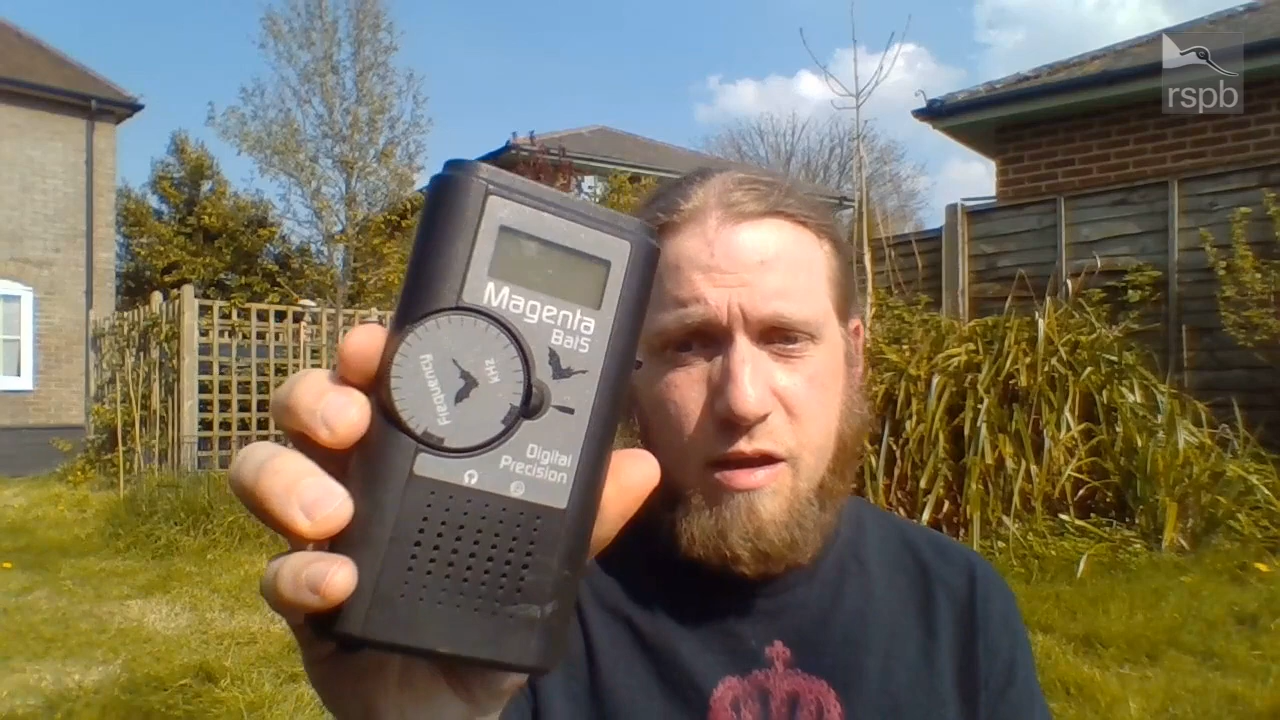 rspb
Magenta
Bat5
Frequency
KHz
Digital
Precision